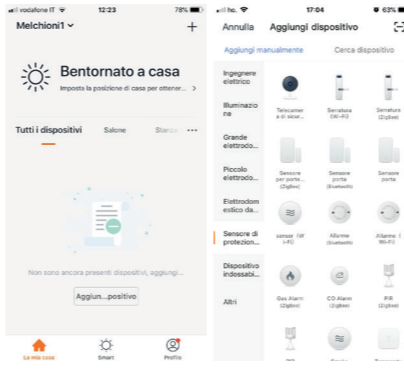 vodafone IT 12:23 78%
Melchioni1
+
Bentornato a casa
Imposta la posizione di casa per ottener...
Tutti i dispositivi Salone Stanza ...
Non sono ancora presenti dispositivi, aggiungi...
Aggiun...positivo
La mia casa Smart Profilo
ho. 17:04 63%
Annulla Aggiungi dispositivo
Aggiungi manualmente Cerca dispositivo
Ingegnere
elettrico
Illuminazio
ne
Grande
elettrodo...
Piccolo
elettrodo...
Elettrodom
estico da...
Sensore di
protezion...
Dispositivo
indossabi...
Altri
Telecamer
a di sicur...
Serratura
(Wi-Fi)
Serratura
(Zigbee)
Sensore
per porte...
(Zigbee)
Sensore
porta
(Bluetooth)
Sensore
porta
sensor (W
i-Fi)
Allarme
(Bluetooth)
Allarme (
Wi-Fi)
Gas Alarm
(Zigbee)
CO Alarm
(Zigbee)
PIR
(Zigbee)